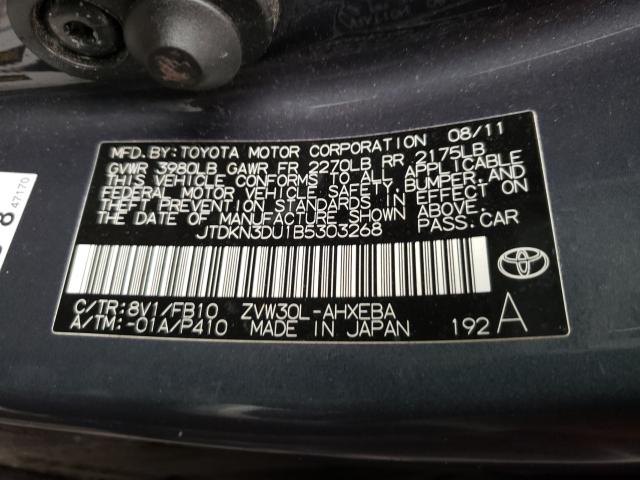 MFD. BY: TOYOTA MOTOR CORPORATION 08/11
GVWR 3980LB GAWR FR 2270LB RR 2175LB
THIS VEHICLE CONFORMS TO ALL APPLICABLE
FEDERAL MOTOR VEHICLE SAFETY, BUMPER, AND
THEFT PREVENTION STANDARDS IN EFFECT ON
THE DATE OF MANUFACTURE SHOWN ABOVE.
JTDKN3DU1B5303268 PASS. CAR
C/TR: 8V1/FB10 ZVW30L-AHXEBA
A/TM: -01A/P410 MADE IN JAPAN 192 A
8
47170